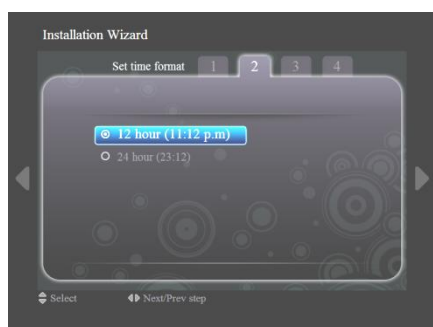 Installation Wizard
Set time format 1 2 3 4
12 hour (11:12 p.m)
24 hour (23:12)
Select Next/Prev step